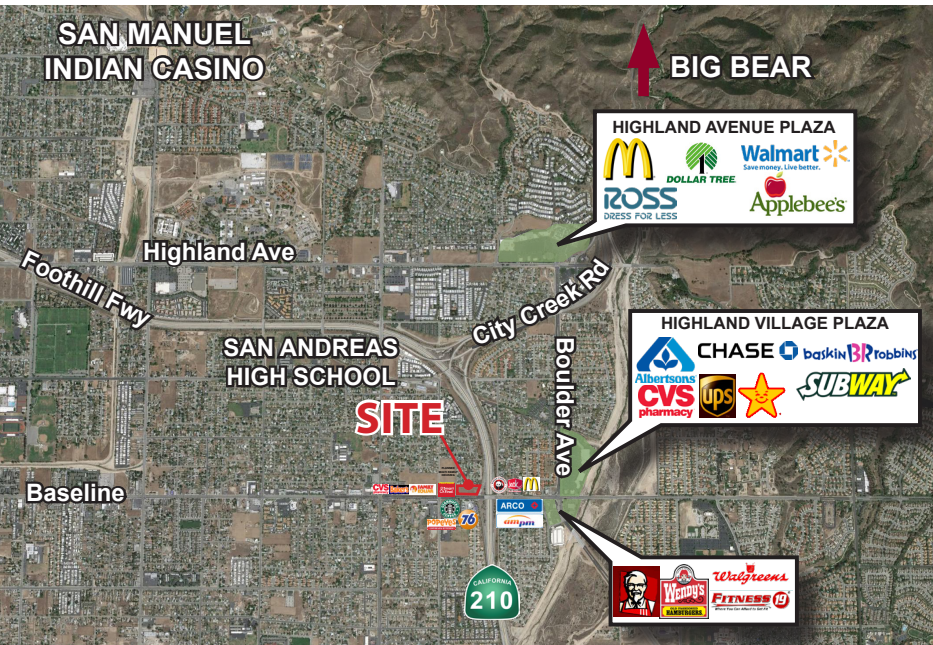 SAN MANUEL
INDIAN CASINO
BIG BEAR
HIGHLAND AVENUE PLAZA
M
DOLLAR TREE
Walmart
Save money. Live better.
ROSS
DRESS FOR LESS
Applebee's
Highland Ave
Foothill Fwy
City Creek Rd
HIGHLAND VILLAGE PLAZA
Albertsons
CHASE
baskin BR robbins
CVS
pharmacy
ups
SUBWAY
SAN ANDREAS
HIGH SCHOOL
Boulder Ave
SITE
Baseline
CVS
M
POPEYES
76
ARCO
ampm
CALIFORNIA
210
KFC
Wendy's
OLD FASHIONED
HAMBURGERS
Walgreens
FITNESS 19